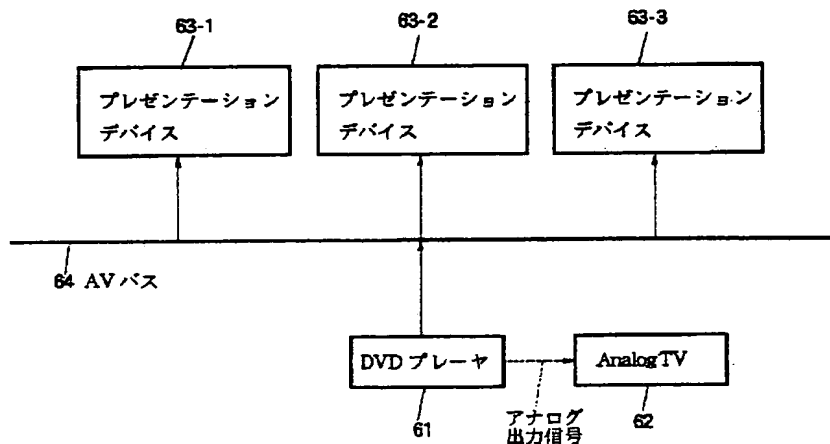 63-1
63-2
63-3
プレゼンテーション
デバイス
プレゼンテーション
デバイス
プレゼンテーション
デバイス
64 AVバス
DVDプレーヤ
AnalogTV
61
アナログ
出力信号
62